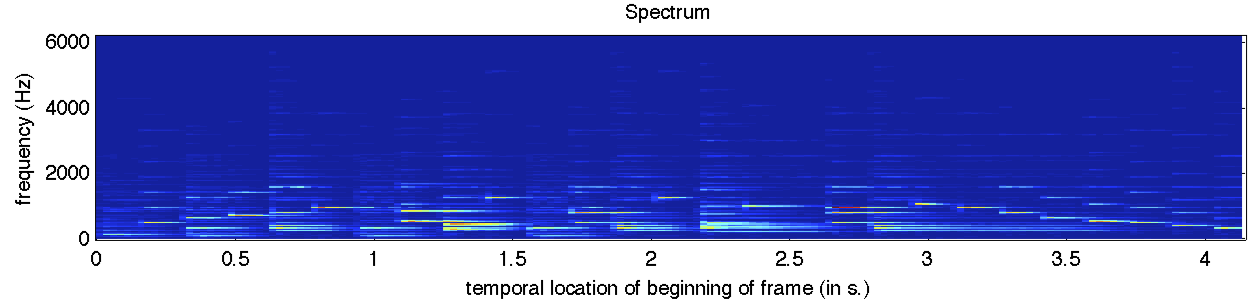 Spectrum
6000
4000
2000
0
frequency (Hz)
0 0.5 1 1.5 2 2.5 3 3.5 4
temporal location of beginning of frame (in s.)